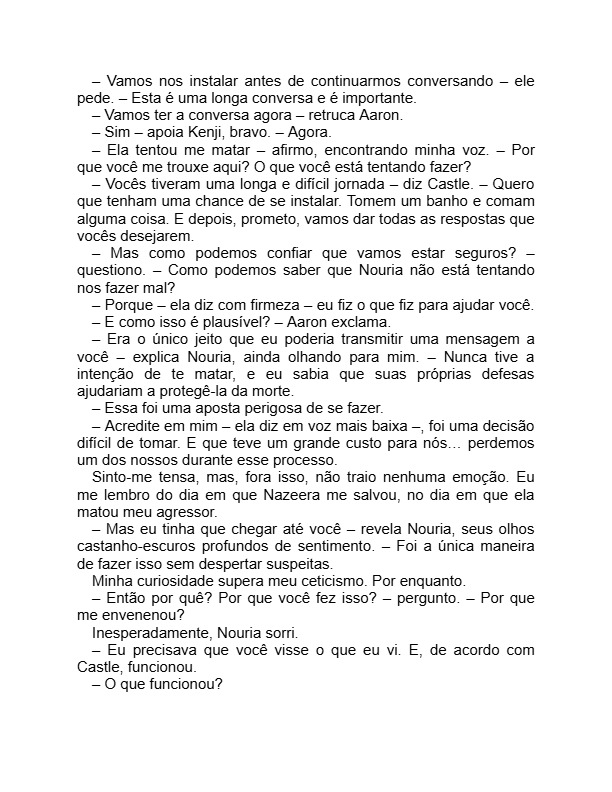 – Vamos nos instalar antes de continuarmos conversando – ele
pede. – Esta é uma longa conversa e é importante.
– Vamos ter a conversa agora – retruca Aaron.
– Sim – apoia Kenji, bravo. – Agora.
– Ela tentou me matar – afirmo, encontrando minha voz. – Por
que você me trouxe aqui? O que você está tentando fazer?
– Vocês tiveram uma longa e difícil jornada – diz Castle. – Quero
que tenham uma chance de se instalar. Tomem um banho e comam
alguma coisa. E depois, prometo, vamos dar todas as respostas que
vocês desejarem.
– Mas como podemos confiar que vamos estar seguros? –
questiono. – Como podemos saber que Nouria não está tentando
nos fazer mal?
– Porque – ela diz com firmeza – eu fiz o que fiz para ajudar você.
– E como isso é plausível? – Aaron exclama.
– Era o único jeito que eu poderia transmitir uma mensagem a
você – explica Nouria, ainda olhando para mim. – Nunca tive a
intenção de te matar, e eu sabia que suas próprias defesas
ajudariam a protegê-la da morte.
– Essa foi uma aposta perigosa de se fazer.
– Acredite em mim – ela diz em voz mais baixa –, foi uma decisão
difícil de tomar. E que teve um grande custo para nós… perdemos
um dos nossos durante esse processo.
Sinto-me tensa, mas, fora isso, não traio nenhuma emoção. Eu
me lembro do dia em que Nazeera me salvou, no dia em que ela
matou meu agressor.
– Mas eu tinha que chegar até você – revela Nouria, seus olhos
castanho-escuros profundos de sentimento. – Foi a única maneira
de fazer isso sem despertar suspeitas.
Minha curiosidade supera meu ceticismo. Por enquanto.
– Então por quê? Por que você fez isso? – pergunto. – Por que
me envenenou?
Inesperadamente, Nouria sorri.
– Eu precisava que você visse o que eu vi. E, de acordo com
Castle, funcionou.
– O que funcionou?